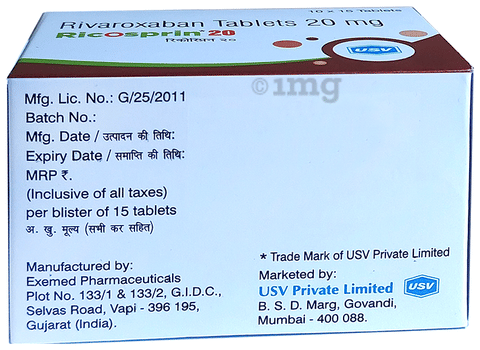 10 x 15 Tablets
Rivaroxaban Tablets 20 mg
Ricosprin* 20
रिकोस्प्रिन २०
USV
1mg
Mfg. Lic. No.: G/25/2011
Batch No.:
Mfg. Date / उत्पादन की तिथि:
Expiry Date / समाप्ति की तिथि:
MRP ₹.
(Inclusive of all taxes)
per blister of 15 tablets
अ. खु. मूल्य (सभी कर सहित)
Manufactured by:
Exemed Pharmaceuticals
Plot No. 133/1 & 133/2, G.I.D.C.,
Selvas Road, Vapi - 396 195,
Gujarat (India).
* Trade Mark of USV Private Limited
Marketed by:
USV Private Limited
USV
B. S. D. Marg, Govandi,
Mumbai - 400 088.